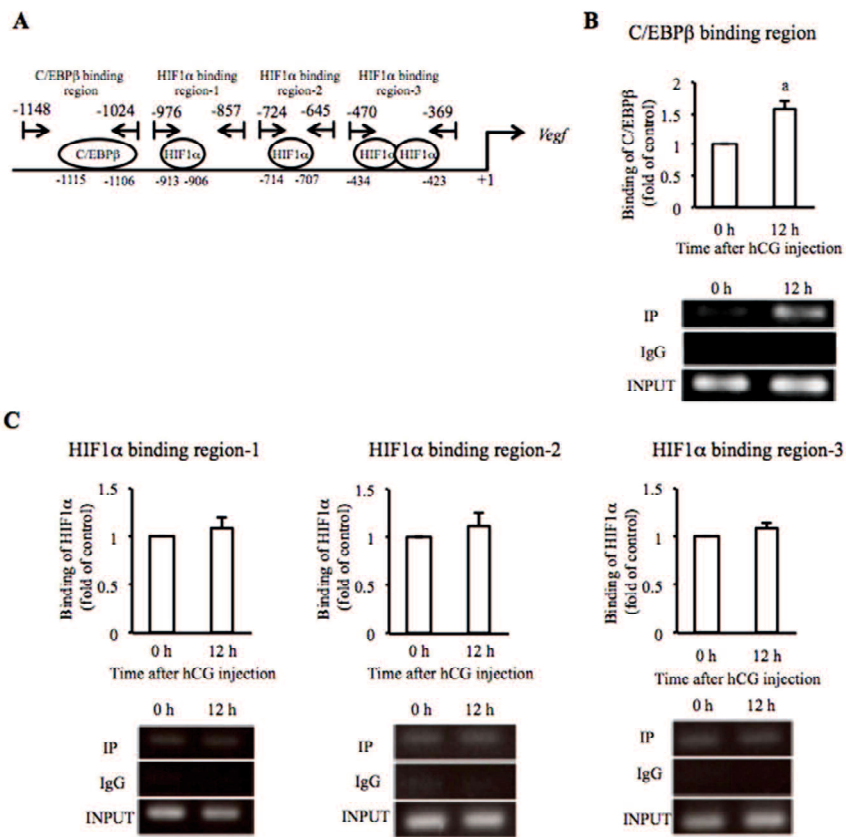 A
C/EBPβ binding region
HIF1α binding region-1
HIF1α binding region-2
HIF1α binding region-3
-1148 -1024 -976 -857 -724 -645 -470 -369
Vegf
C/EBPβ HIF1α HIF1α HIF1α HIF1α
-1115 -1106 -913 -906 -714 -707 -434 -423 +1
B
C/EBPβ binding region
Binding of C/EBPβ
(fold of control)
2
1.5
1
0.5
0
a
0 h 12 h
Time after hCG injection
0 h 12 h
IP
IgG
INPUT
C
HIF1α binding region-1
Binding of HIF1α
(fold of control)
1.5
1
0.5
0
0 h 12 h
Time after hCG injection
0 h 12 h
IP
IgG
INPUT
HIF1α binding region-2
Binding of HIF1α
(fold of control)
1.5
1
0.5
0
0 h 12 h
Time after hCG injection
0 h 12 h
IP
IgG
INPUT
HIF1α binding region-3
Binding of HIF1α
(fold of control)
1.5
1
0.5
0
0 h 12 h
Time after hCG injection
0 h 12 h
IP
IgG
INPUT